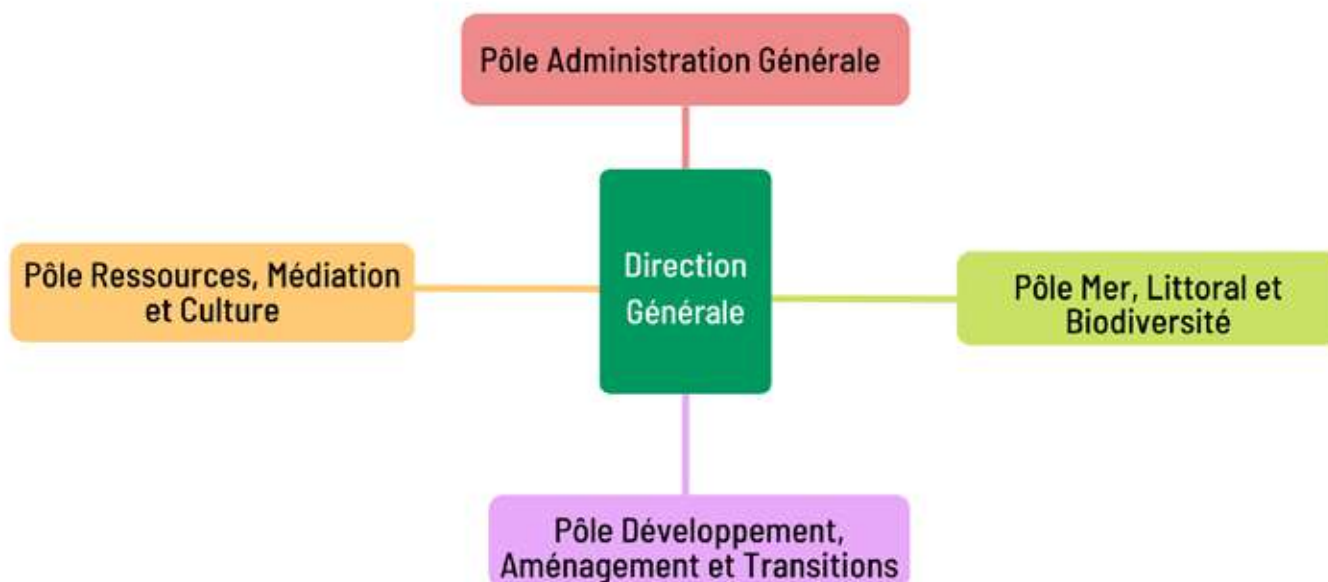 Pôle Administration Générale
Pôle Ressources, Médiation
et Culture
Direction
Générale
Pôle Mer, Littoral et
Biodiversité
Pôle Développement,
Aménagement et Transitions